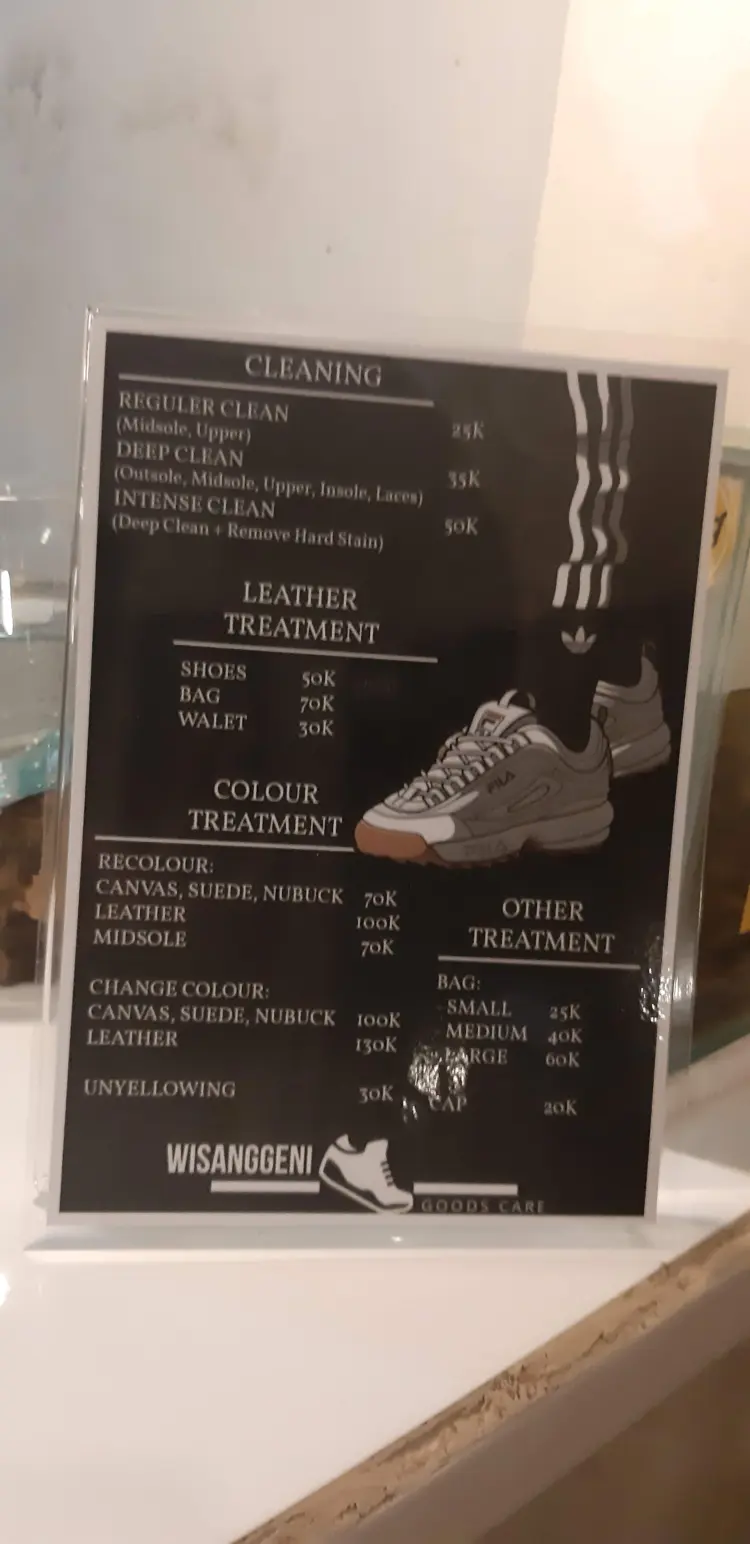 CLEANING
REGULER CLEAN 25K
(Midsole, Upper)
DEEP CLEAN 35K
(Outsole, Midsole, Upper, Insole, Laces)
INTENSE CLEAN 50K
(Deep Clean + Remove Hard Stain)
LEATHER
TREATMENT
SHOES 50K
BAG 70K
WALET 30K
FILA
COLOUR
TREATMENT
RECOLOUR:
CANVAS, SUEDE, NUBUCK 70K
LEATHER 100K
MIDSOLE 70K
CHANGE COLOUR:
CANVAS, SUEDE, NUBUCK 100K
LEATHER 130K
UNYELLOWING 30K
OTHER
TREATMENT
BAG:
SMALL 25K
MEDIUM 40K
LARGE 60K
CAP 20K
WISANGGENI
GOODS CARE